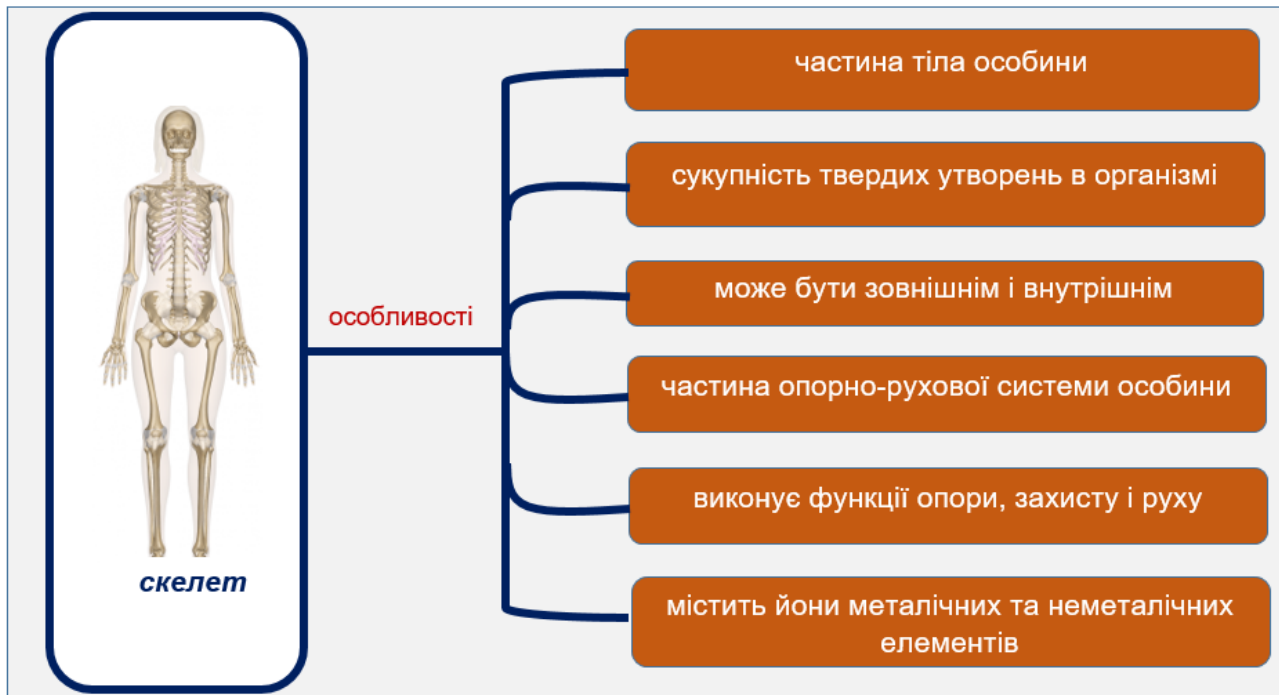 частина тіла особини
сукупність твердих утворень в організмі
може бути зовнішнім і внутрішнім
особливості
частина опорно-рухової системи особини
виконує функції опори, захисту і руху
скелет
містить йони металічних та неметалічних
елементів